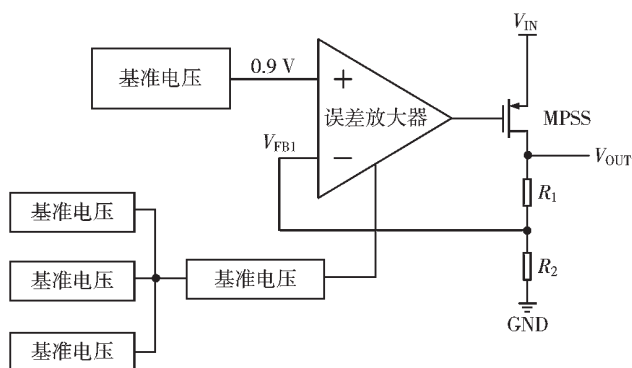 V_IN
基准电压
0.9 V
+
误差放大器
MPSS
V_FB1
−
V_OUT
R_1
基准电压
基准电压
基准电压
R_2
基准电压
GND